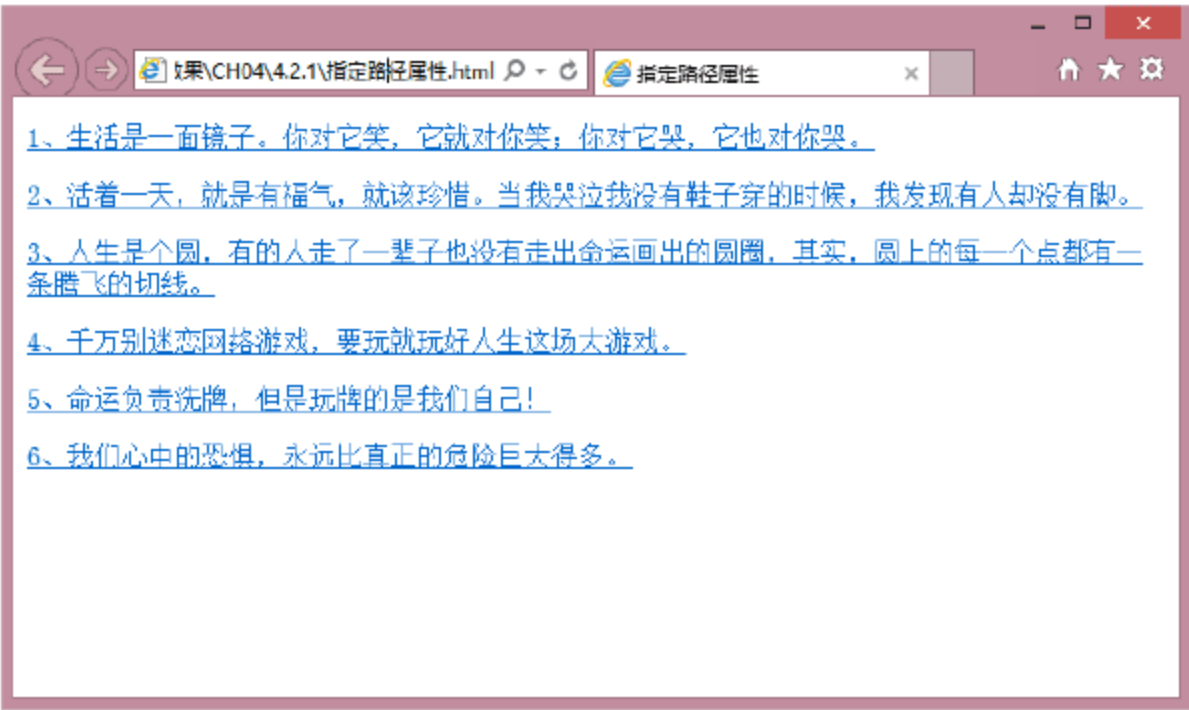 果\CH04\4.2.1\指定路径属性.html
指定路径属性
1、生活是一面镜子。你对它笑，它就对你笑；你对它哭，它也对你哭。
2、活着一天，就是有福气，就该珍惜。当我哭泣我没有鞋子穿的时候，我发现有人却没有脚。
3、人生是个圆，有的人走了一辈子也没有走出命运画出的圆圈，其实，圆上的每一个点都有一
条腾飞的切线。
4、千万别迷恋网络游戏，要玩就玩好人生这场大游戏。
5、命运负责洗牌，但是玩牌的是我们自己！
6、我们心中的恐惧，永远比真正的危险巨大得多。